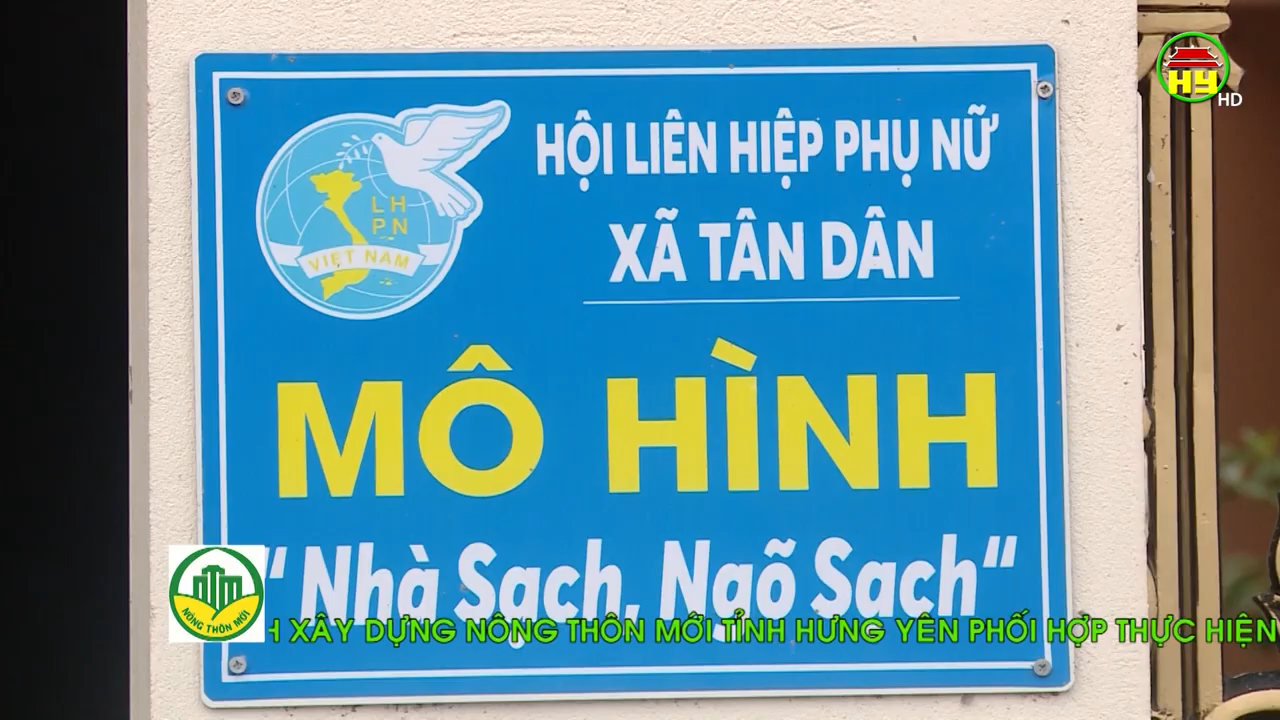 HY
HD
HỘI LIÊN HIỆP PHỤ NỮ
XÃ TÂN DÂN
LH
PN
VIỆT NAM
MÔ HÌNH
“ Nhà Sạch, Ngõ Sạch“
NTM
NÔNG THÔN MỚI
H XÂY DỰNG NÔNG THÔN MỚI TỈNH HƯNG YÊN PHỐI HỢP THỰC HIỆN